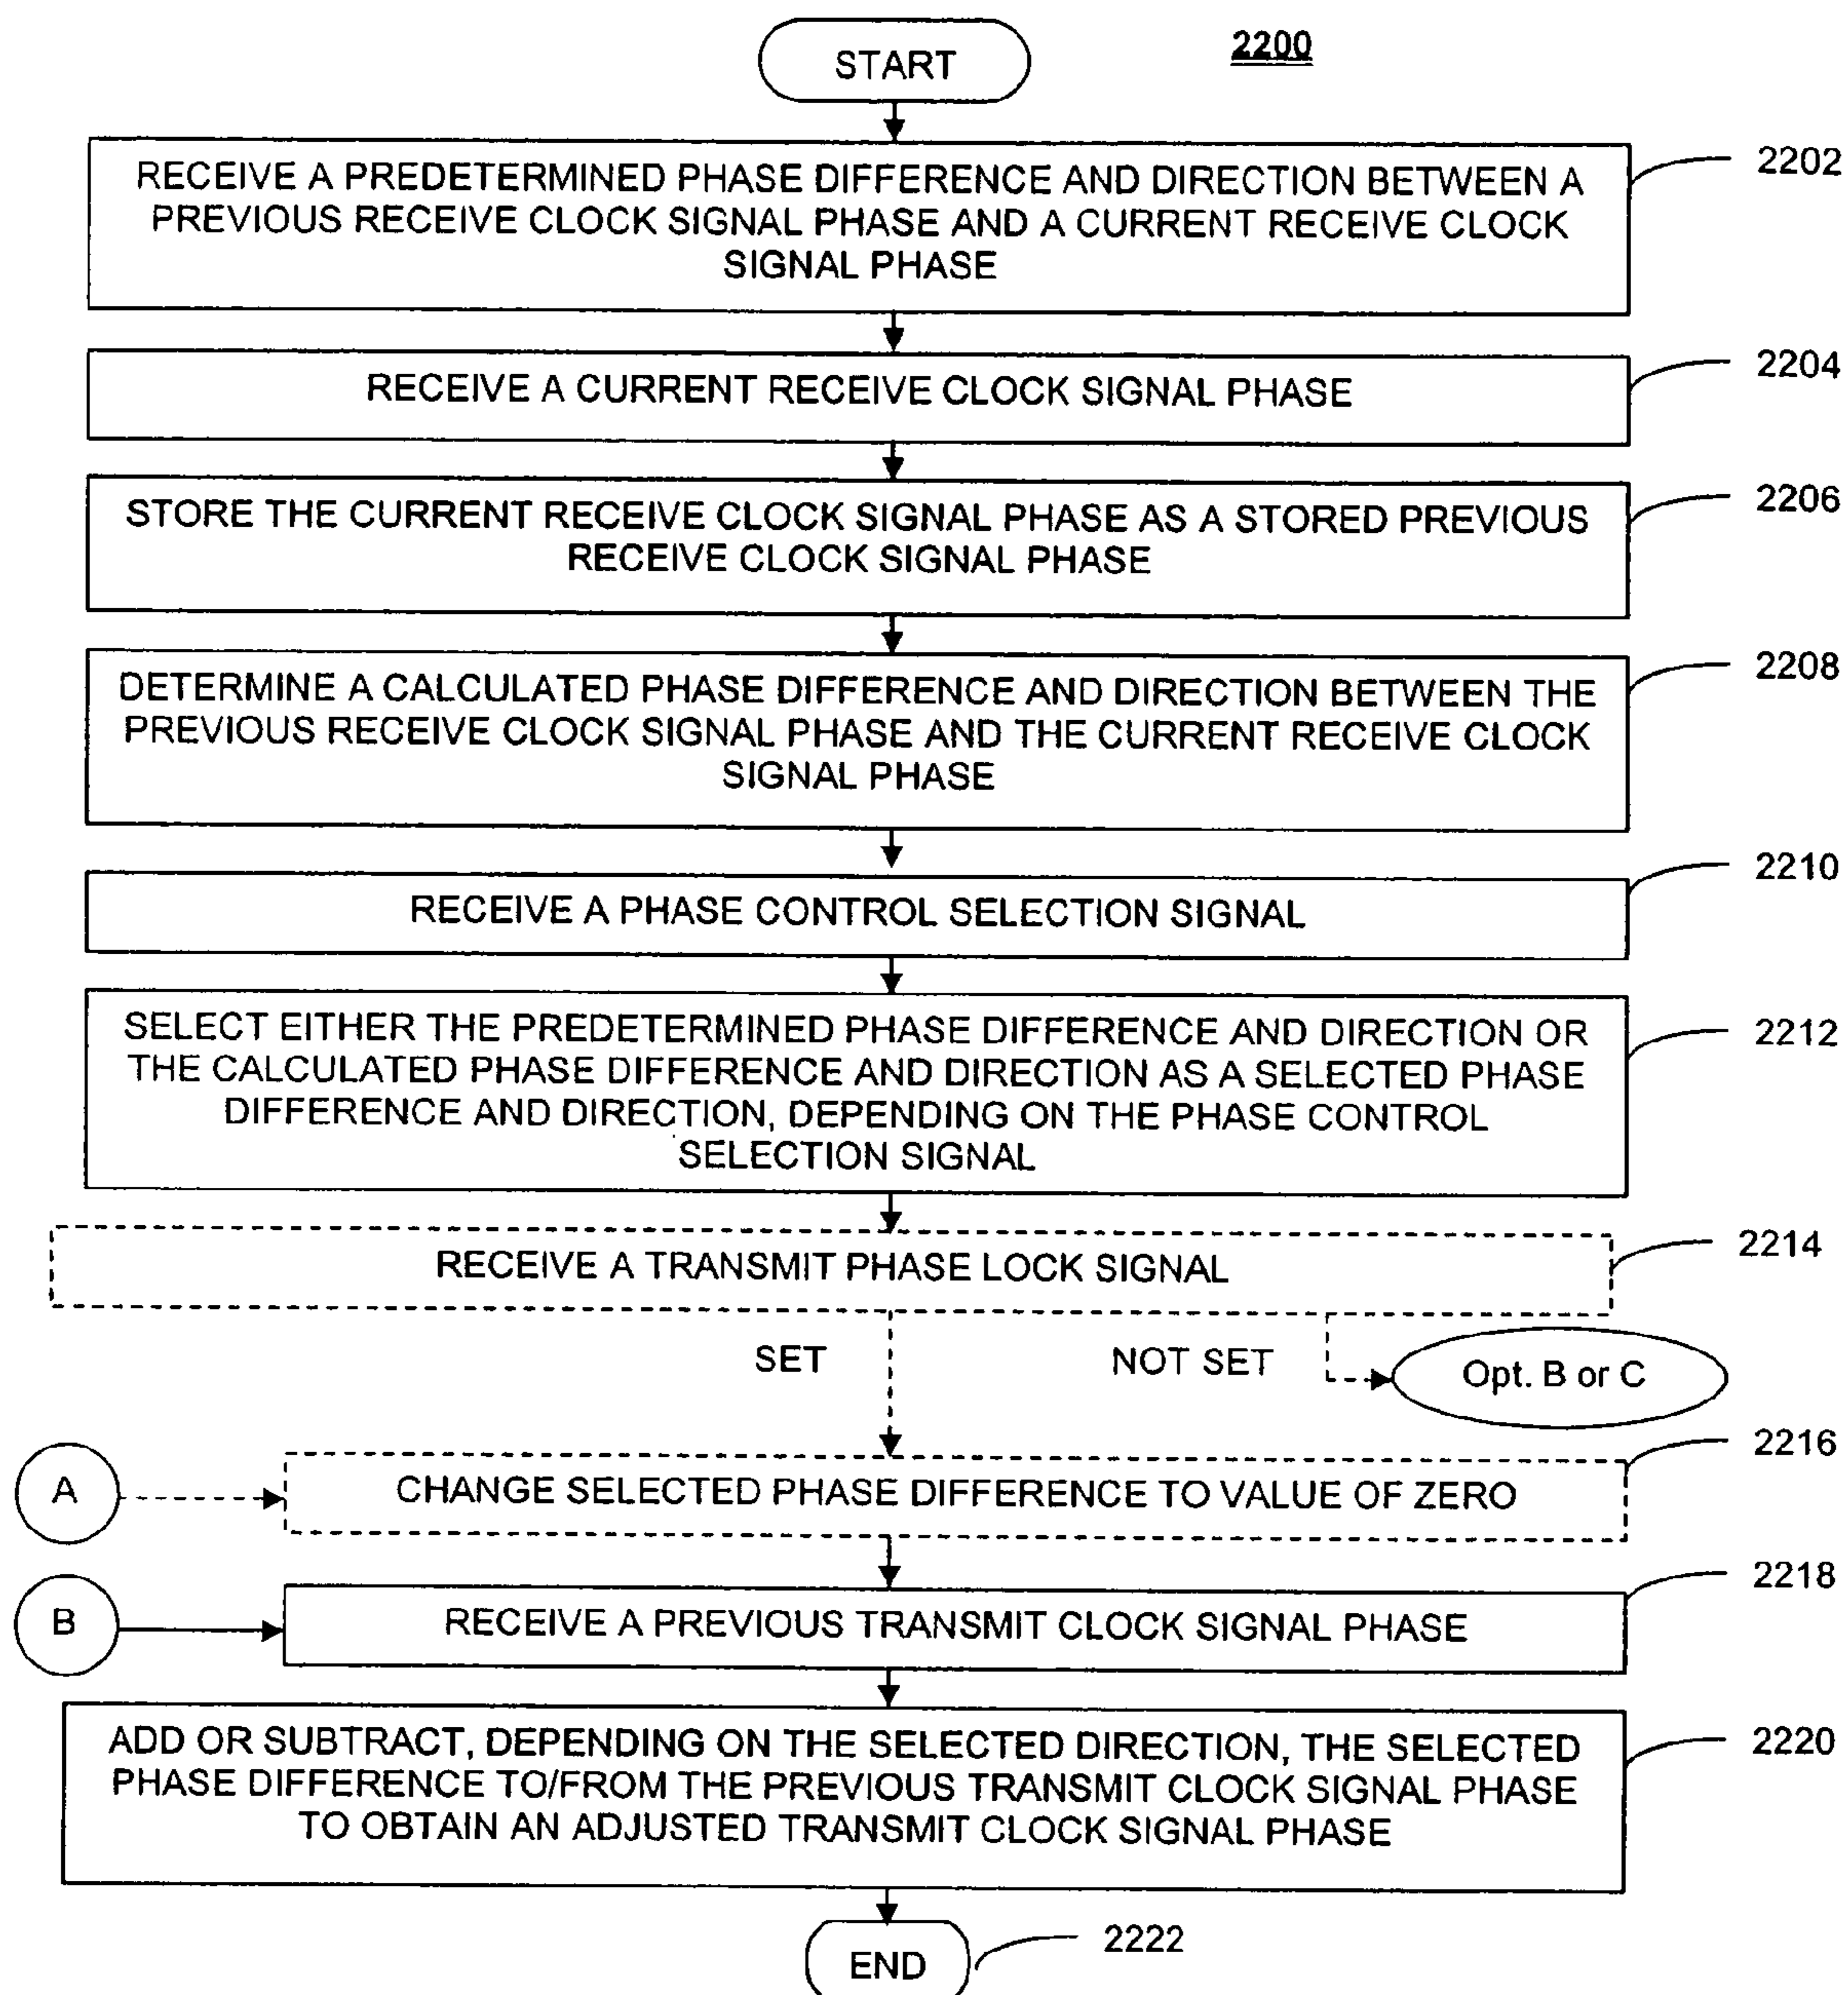 START
2200
RECEIVE A PREDETERMINED PHASE DIFFERENCE AND DIRECTION BETWEEN A
PREVIOUS RECEIVE CLOCK SIGNAL PHASE AND A CURRENT RECEIVE CLOCK
SIGNAL PHASE
2202
RECEIVE A CURRENT RECEIVE CLOCK SIGNAL PHASE
2204
STORE THE CURRENT RECEIVE CLOCK SIGNAL PHASE AS A STORED PREVIOUS
RECEIVE CLOCK SIGNAL PHASE
2206
DETERMINE A CALCULATED PHASE DIFFERENCE AND DIRECTION BETWEEN THE
PREVIOUS RECEIVE CLOCK SIGNAL PHASE AND THE CURRENT RECEIVE CLOCK
SIGNAL PHASE
2208
RECEIVE A PHASE CONTROL SELECTION SIGNAL
2210
SELECT EITHER THE PREDETERMINED PHASE DIFFERENCE AND DIRECTION OR
THE CALCULATED PHASE DIFFERENCE AND DIRECTION AS A SELECTED PHASE
DIFFERENCE AND DIRECTION, DEPENDING ON THE PHASE CONTROL
SELECTION SIGNAL
2212
RECEIVE A TRANSMIT PHASE LOCK SIGNAL
2214
SET
NOT SET
Opt. B or C
A
CHANGE SELECTED PHASE DIFFERENCE TO VALUE OF ZERO
2216
B
RECEIVE A PREVIOUS TRANSMIT CLOCK SIGNAL PHASE
2218
ADD OR SUBTRACT, DEPENDING ON THE SELECTED DIRECTION, THE SELECTED
PHASE DIFFERENCE TO/FROM THE PREVIOUS TRANSMIT CLOCK SIGNAL PHASE
TO OBTAIN AN ADJUSTED TRANSMIT CLOCK SIGNAL PHASE
2220
END
2222